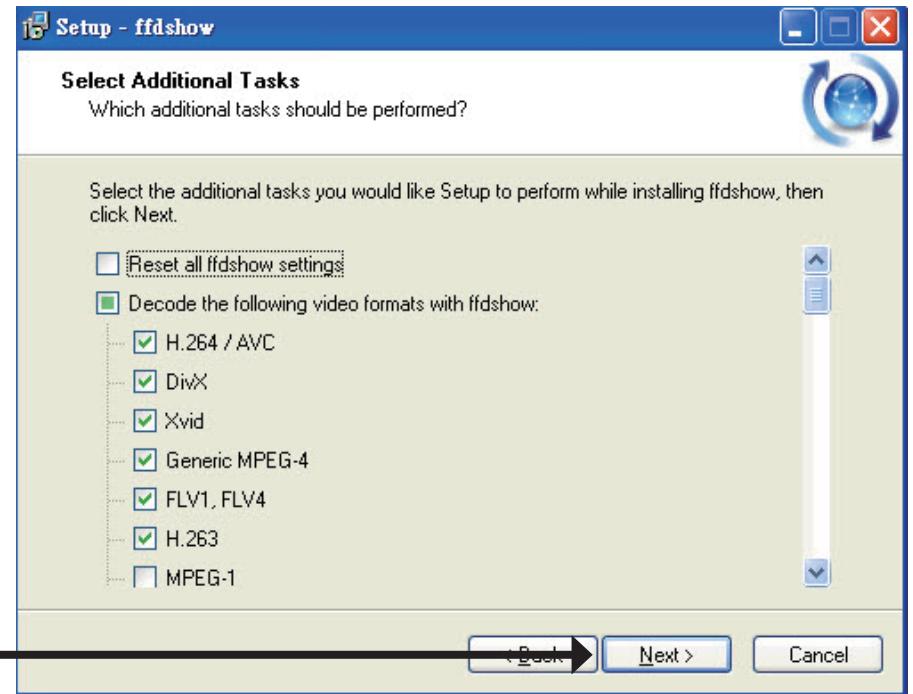 Setup - ffdshow
Select Additional Tasks
Which additional tasks should be performed?
Select the additional tasks you would like Setup to perform while installing ffdshow, then
click Next.
Reset all ffdshow settings
Decode the following video formats with ffdshow:
H.264 / AVC
DivX
Xvid
Generic MPEG-4
FLV1, FLV4
H.263
MPEG-1
< Back Next > Cancel